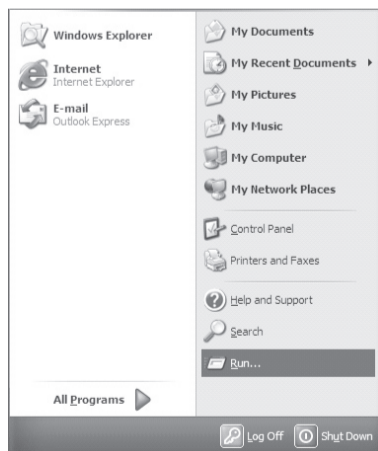 Windows Explorer
Internet
Internet Explorer
E-mail
Outlook Express
All Programs
My Documents
My Recent Documents
My Pictures
My Music
My Computer
My Network Places
Control Panel
Printers and Faxes
Help and Support
Search
Run...
Log Off
Shut Down